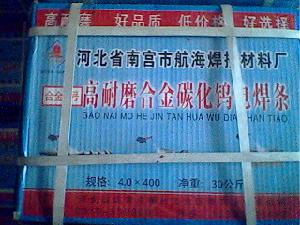 高耐磨 好品质 低价格 好选择
河北省南宫市航海焊接材料厂
合金 号
高耐磨合金碳化钨电焊条
GAO NAI MO HE JIN TAN HUA WU DIAN HAN TIAO
规格: 4.0×400 净重: 30公斤